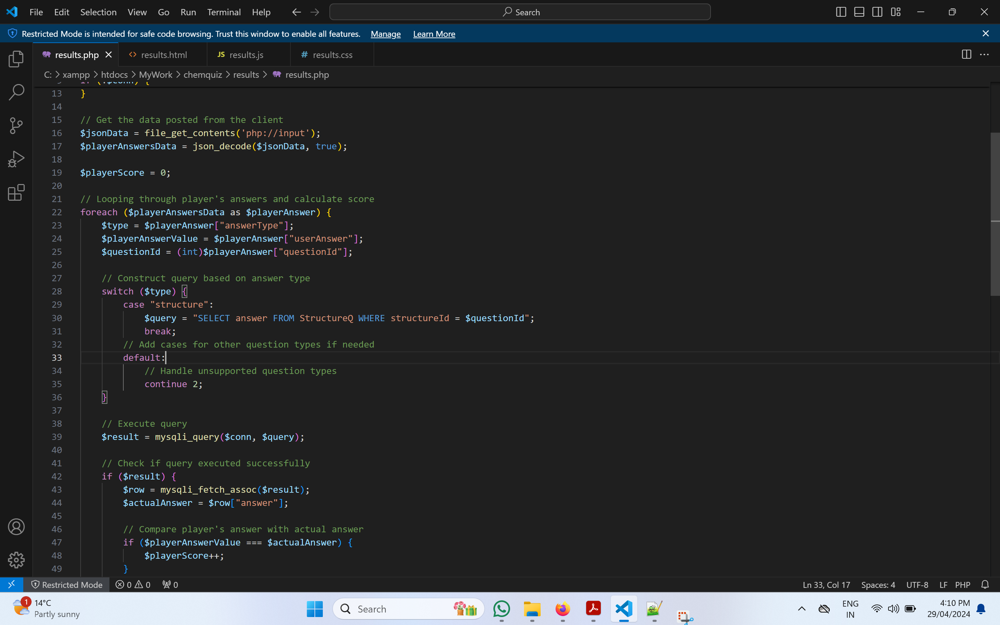 File Edit Selection View Go Run Terminal Help Search
Restricted Mode is intended for safe code browsing. Trust this window to enable all features. Manage Learn More
results.php results.html JS results.js # results.css
C: > xampp > htdocs > MyWork > chemquiz > results > results.php
13 }
14
15 // Get the data posted from the client
16 $jsonData = file_get_contents('php://input');
17 $playerAnswersData = json_decode($jsonData, true);
18
19 $playerScore = 0;
20
21 // Looping through player's answers and calculate score
22 foreach ($playerAnswersData as $playerAnswer) {
23 $type = $playerAnswer["answerType"];
24 $playerAnswerValue = $playerAnswer["userAnswer"];
25 $questionId = (int)$playerAnswer["questionId"];
26
27 // Construct query based on answer type
28 switch ($type) {
29 case "structure":
30 $query = "SELECT answer FROM StructureQ WHERE structureId = $questionId";
31 break;
32 // Add cases for other question types if needed
33 default:
34 // Handle unsupported question types
35 continue 2;
36 }
37
38 // Execute query
39 $result = mysqli_query($conn, $query);
40
41 // Check if query executed successfully
42 if ($result) {
43 $row = mysqli_fetch_assoc($result);
44 $actualAnswer = $row["answer"];
45
46 // Compare player's answer with actual answer
47 if ($playerAnswerValue === $actualAnswer) {
48 $playerScore++;
49 }
Restricted Mode 0 0 0 Ln 33, Col 17 Spaces: 4 UTF-8 LF PHP
1 14°C
Partly sunny
Search
ENG
IN
4:10 PM
29/04/2024